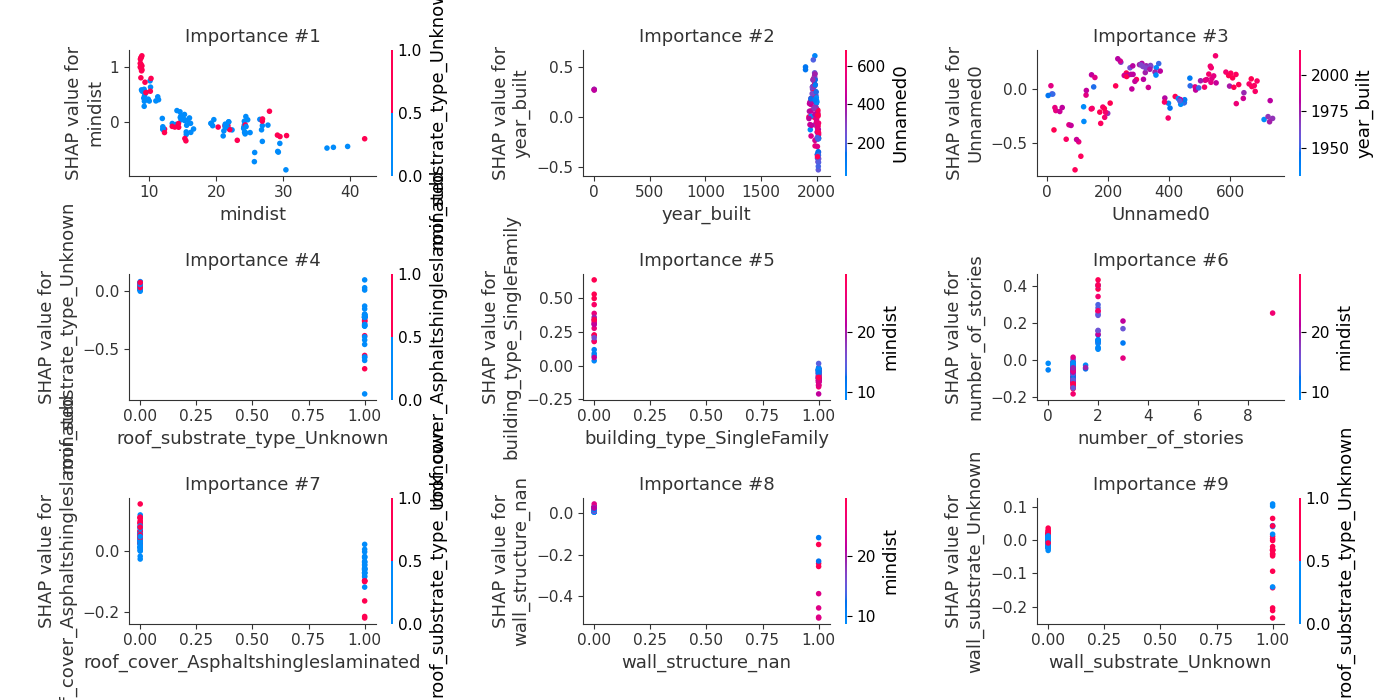 Importance #1
SHAP value for
mindist
1
0
10
20
30
40
mindist
1.0
0.5
0.0
roof_substrate_type_Unknown
Importance #2
SHAP value for
year_built
0.5
0.0
−0.5
0
500
1000
1500
2000
year_built
600
400
200
Unnamed0
Importance #3
SHAP value for
Unnamed0
0.0
−0.5
0
200
400
600
Unnamed0
2000
1975
1950
year_built
Importance #4
SHAP value for
roof_substrate_type_Unknown
0.0
−0.5
0.00
0.25
0.50
0.75
1.00
roof_substrate_type_Unknown
1.0
0.5
0.0
roof_cover_Asphaltshingleslaminated
Importance #5
SHAP value for
building_type_SingleFamily
0.50
0.25
0.00
−0.25
0.00
0.25
0.50
0.75
1.00
building_type_SingleFamily
20
10
mindist
Importance #6
SHAP value for
number_of_stories
0.4
0.2
0.0
−0.2
0
2
4
6
8
number_of_stories
20
10
mindist
Importance #7
SHAP value for
f_cover_Asphaltshingleslaminated
0.0
−0.2
0.00
0.25
0.50
0.75
1.00
roof_cover_Asphaltshingleslaminated
1.0
0.5
0.0
roof_substrate_type_Unknown
Importance #8
SHAP value for
wall_structure_nan
0.0
−0.2
−0.4
0.00
0.25
0.50
0.75
1.00
wall_structure_nan
20
10
mindist
Importance #9
SHAP value for
wall_substrate_Unknown
0.1
0.0
−0.1
−0.2
0.00
0.25
0.50
0.75
1.00
wall_substrate_Unknown
1.0
0.5
0.0
roof_substrate_type_Unknown